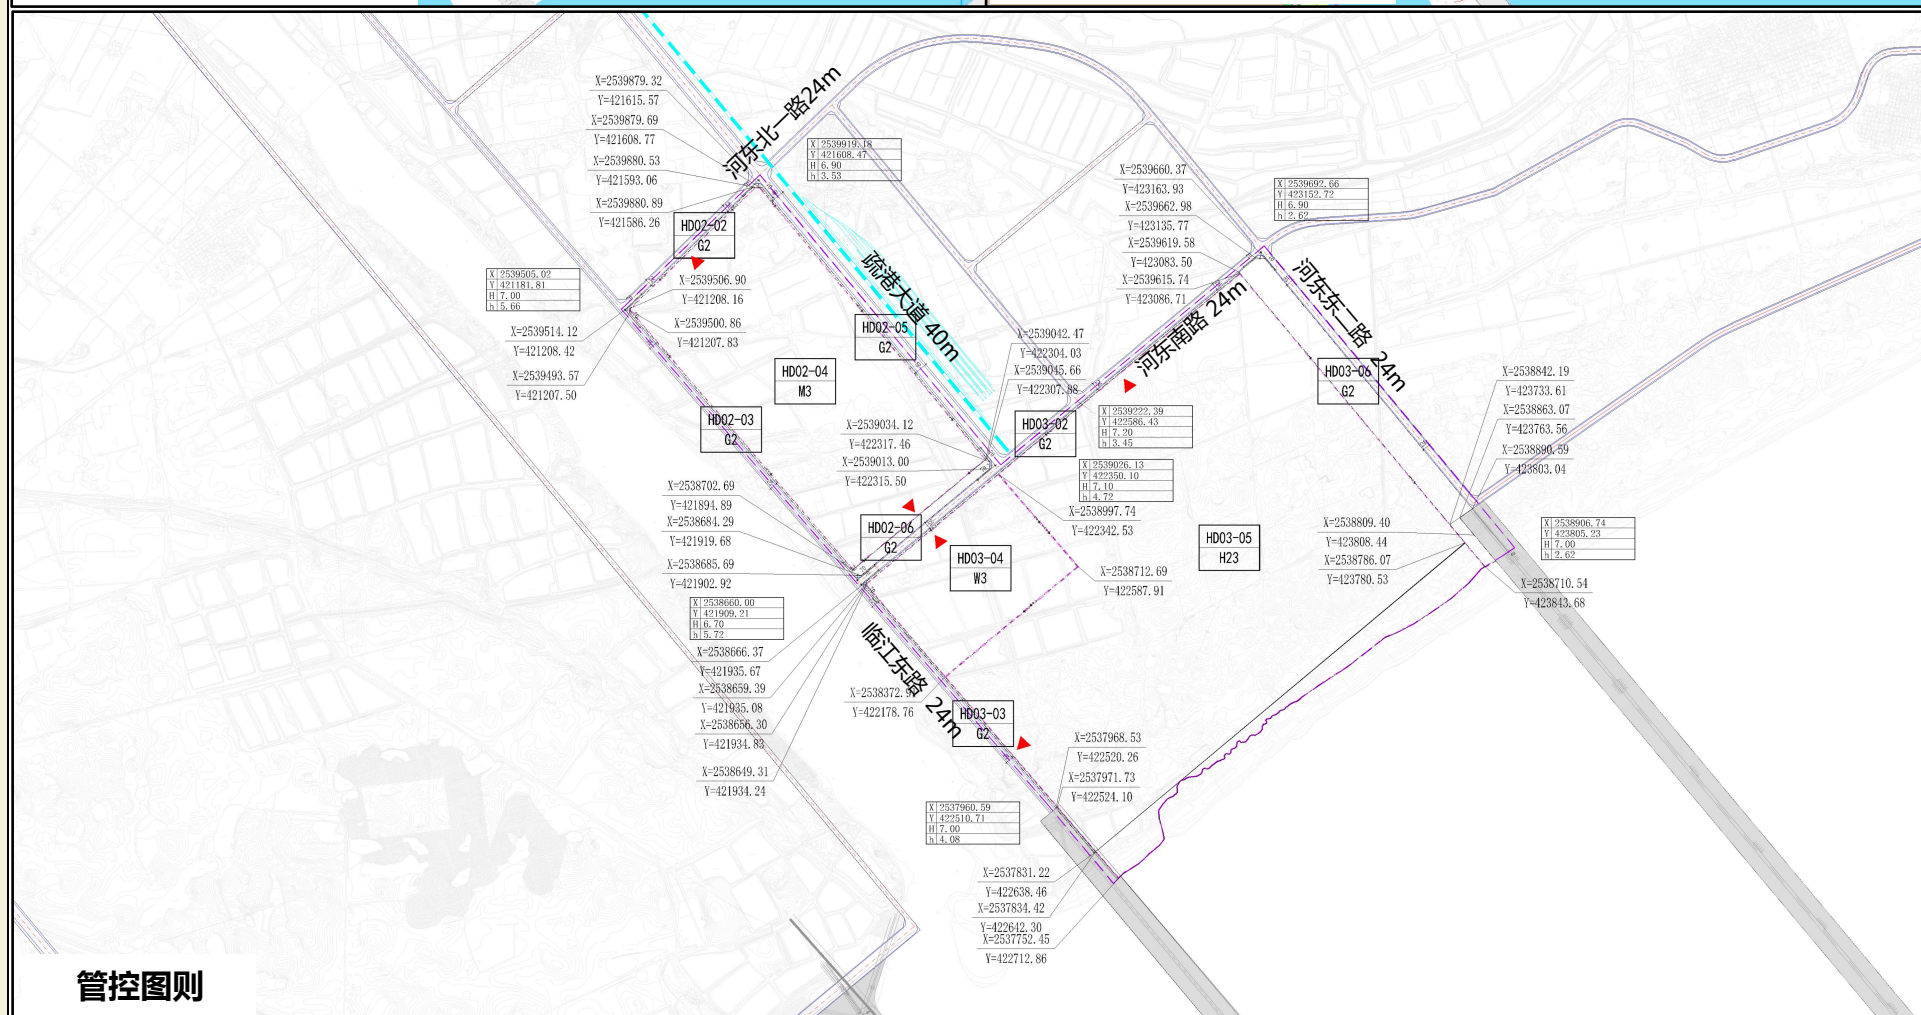 X=2539879.32
Y=421615.57
X=2539879.69
Y=421608.77
X=2539880.53
Y=421593.06
X=2539880.89
Y=421586.26
河东北一路24m
X 2539919.18
Y 421608.47
H 6.90
h 3.53
HD02-02
G2
X 2539505.02
Y 421181.81
H 7.00
h 5.66
X=2539506.90
Y=421208.16
X=2539500.86
Y=421207.83
X=2539514.12
Y=421208.42
X=2539493.57
Y=421207.50
疏港大道 40m
HD02-05
G2
HD02-04
M3
HD02-03
G2
X=2539660.37
Y=423163.93
X=2539662.98
Y=423135.77
X=2539619.58
Y=423083.50
X=2539615.74
Y=423086.71
X 2539692.66
Y 423152.72
H 6.90
h 2.62
河东南路 24m
河东东二路 24m
HD03-06
G2
X=2539042.47
Y=422304.03
X=2539045.66
Y=422307.88
HD03-02
G2
X 2539222.39
Y 422586.43
H 7.20
h 3.45
X=2539034.12
Y=422317.46
X=2539013.00
Y=422315.50
X 2539026.13
Y 422350.10
H 7.10
h 4.72
X=2538997.74
Y=422342.53
X=2538842.19
Y=423733.61
X=2538863.07
Y=423763.56
X=2538890.59
Y=423803.04
X=2538809.40
Y=423808.44
X=2538786.07
Y=423780.53
X 2538906.74
Y 423805.23
H 7.00
h 2.62
X=2538710.54
Y=423843.68
X=2538702.69
Y=421894.89
X=2538684.29
Y=421919.68
X=2538685.69
Y=421902.92
HD02-06
G2
HD03-04
W3
HD03-05
H23
X=2538712.69
Y=422587.91
X 2538660.00
Y 421909.21
H 6.70
h 5.72
X=2538666.37
Y=421935.67
X=2538659.39
Y=421935.08
X=2538656.30
Y=421934.83
X=2538649.31
Y=421934.24
临江东路 24m
Y=422178.76
HD03-03
G2
X=2537968.53
Y=422520.26
X=2537971.73
Y=422524.10
X 2537960.59
Y 422510.71
H 7.00
h 4.08
X=2537831.22
Y=422638.46
X=2537834.42
Y=422642.30
X=2537752.45
Y=422712.86
管控图则